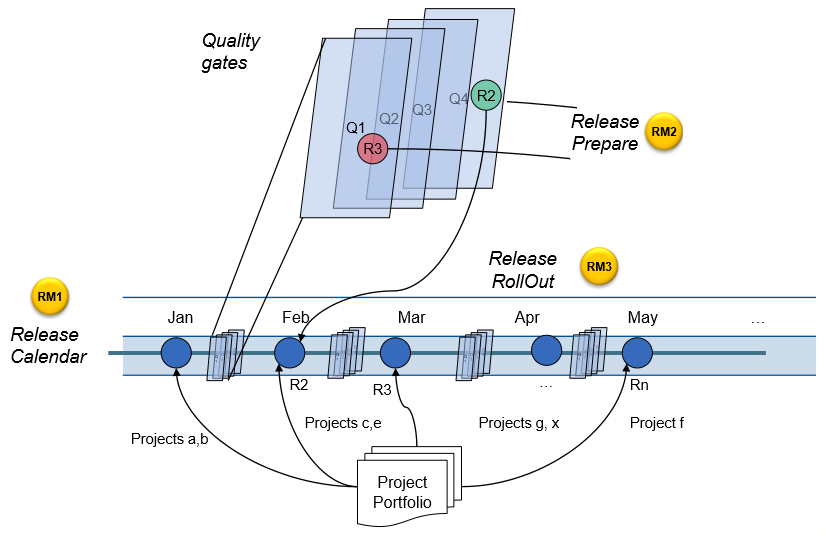 Quality
gates
Q1
Q2
Q3
Q4
R2
R3
Release
Prepare
RM2
Release
RollOut
RM3
RM1
Release
Calendar
Jan
Feb
Mar
Apr
May
...
R2
R3
...
Rn
Projects a,b
Projects c,e
Projects g, x
Project f
Project
Portfolio